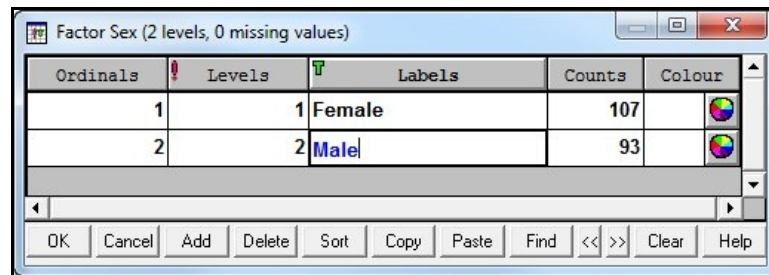 Factor Sex (2 levels, 0 missing values)
Ordinals ! Levels T Labels Counts Colour
1 1 Female 107
2 2 Male 93
OK Cancel Add Delete Sort Copy Paste Find << >> Clear Help